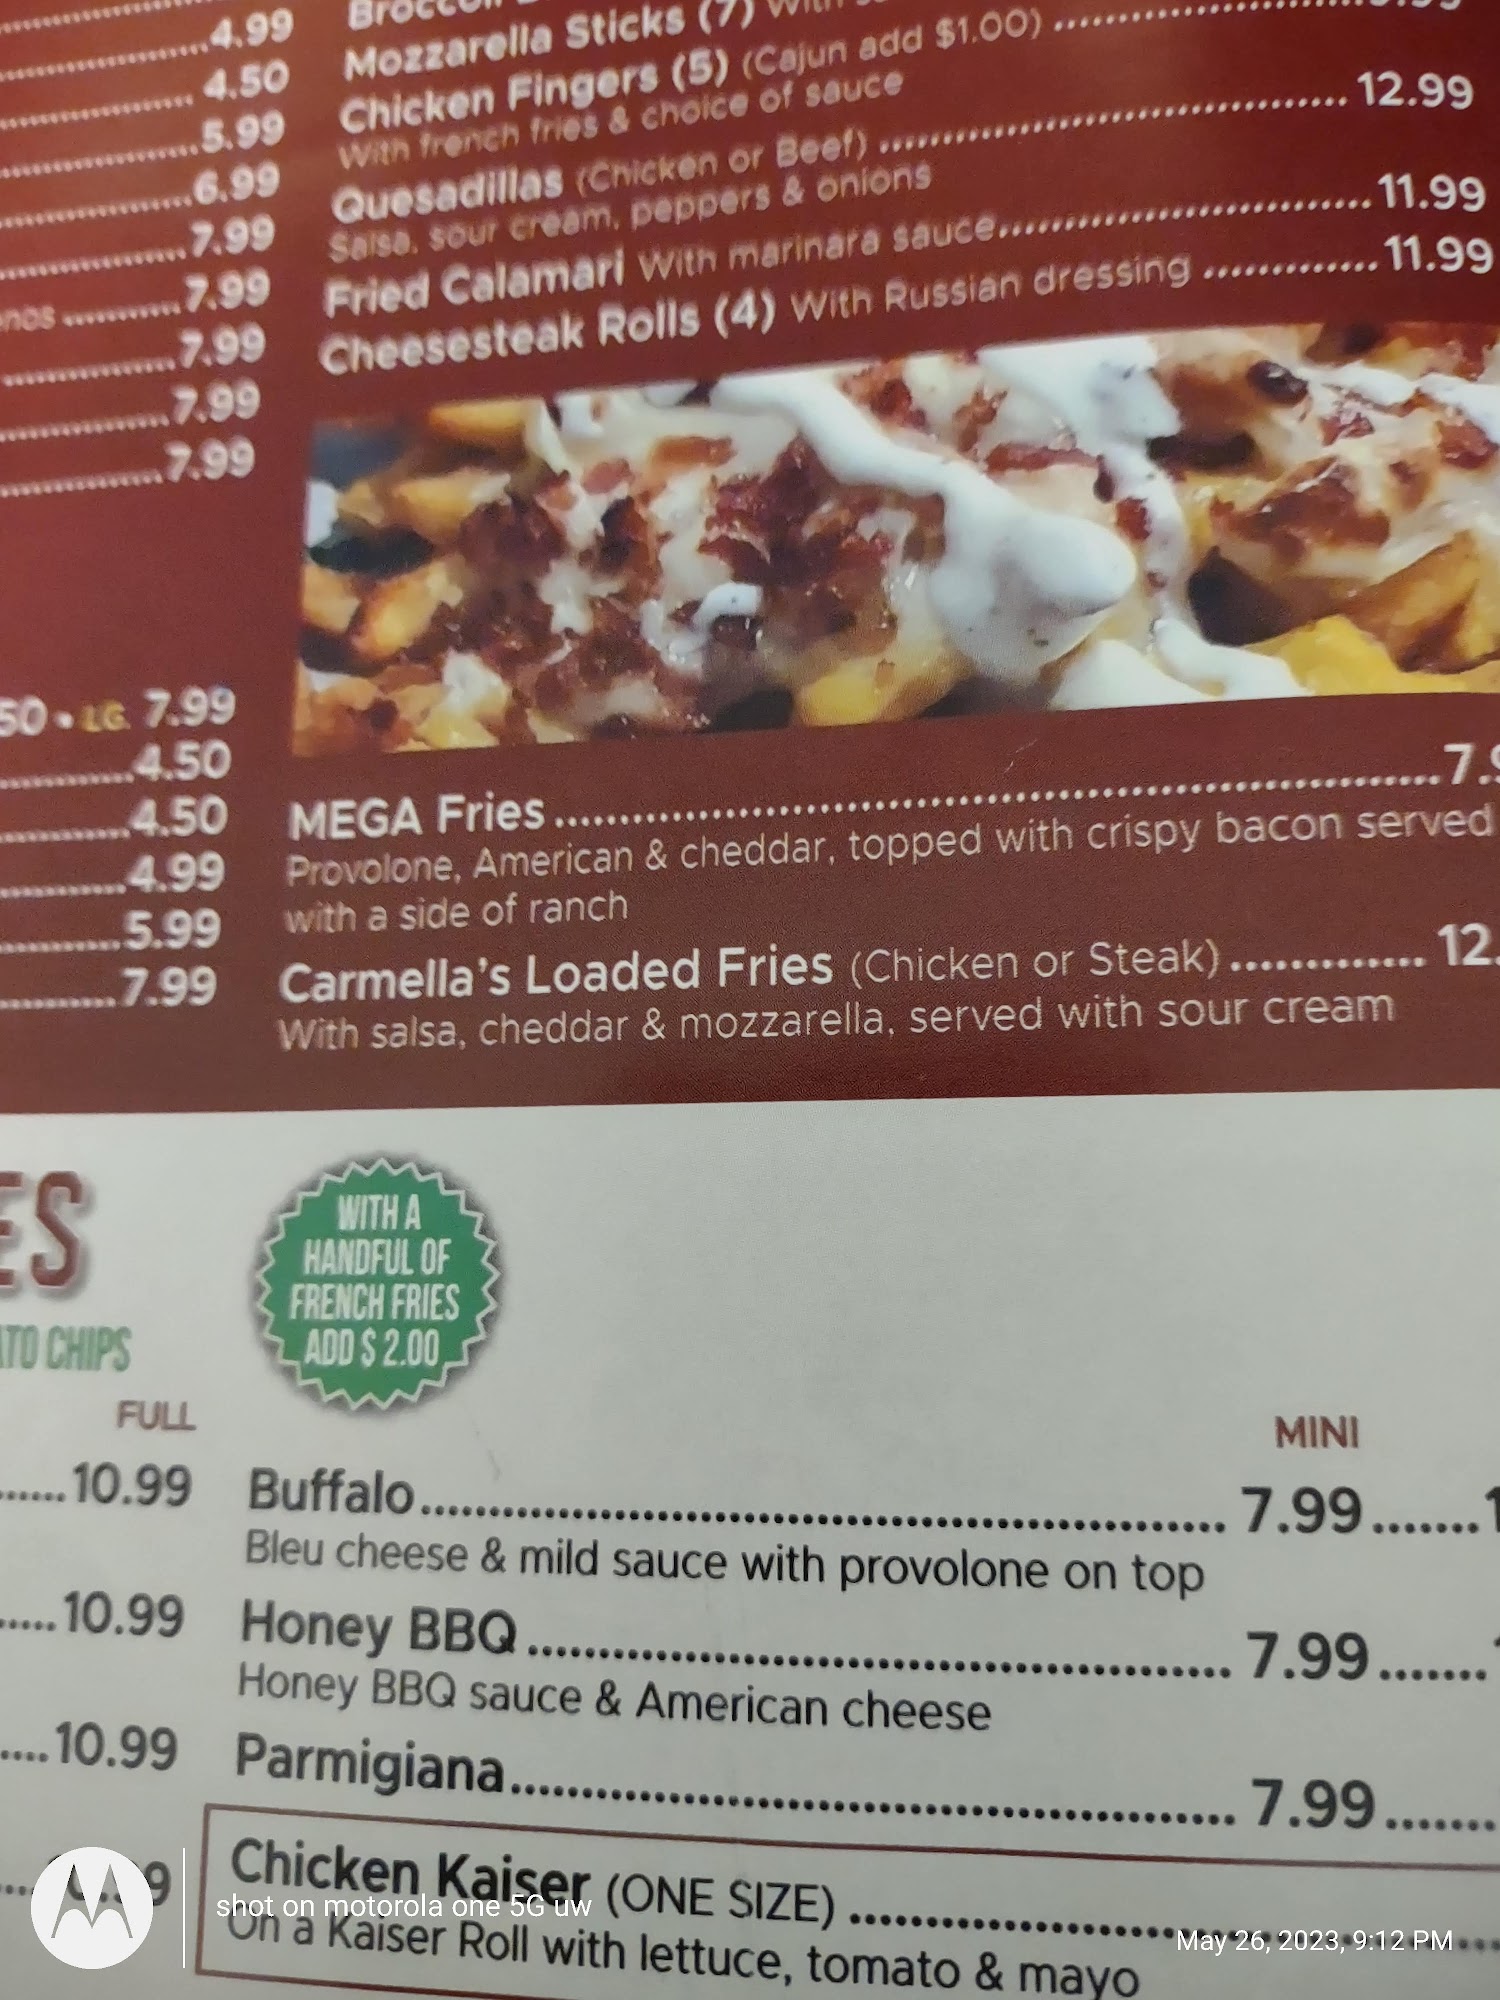 4.99
4.50
5.99
6.99
7.99
7.99
7.99
7.99
7.99
Mozzarella Sticks (7)
Chicken Fingers (5) (Cajun add $1.00)
With french fries & choice of sauce
Quesadillas (Chicken or Beef) 12.99
Salsa, sour cream, peppers & onions
Fried Calamari With marinara sauce 11.99
Cheesesteak Rolls (4) With Russian dressing 11.99
50 • LG. 7.99
4.50
4.50
4.99
5.99
7.99
MEGA Fries
Provolone, American & cheddar, topped with crispy bacon served
with a side of ranch
Carmella's Loaded Fries (Chicken or Steak) 12.
With salsa, cheddar & mozzarella, served with sour cream
WITH A
HANDFUL OF
FRENCH FRIES
ADD $ 2.00
ES
CHIPS
FULL
10.99
10.99
10.99
MINI
Buffalo 7.99
Bleu cheese & mild sauce with provolone on top
Honey BBQ 7.99
Honey BBQ sauce & American cheese
Parmigiana 7.99
Chicken Kaiser (ONE SIZE)
On a Kaiser Roll with lettuce, tomato & mayo
shot on motorola one 5G uw
May 26, 2023, 9:12 PM